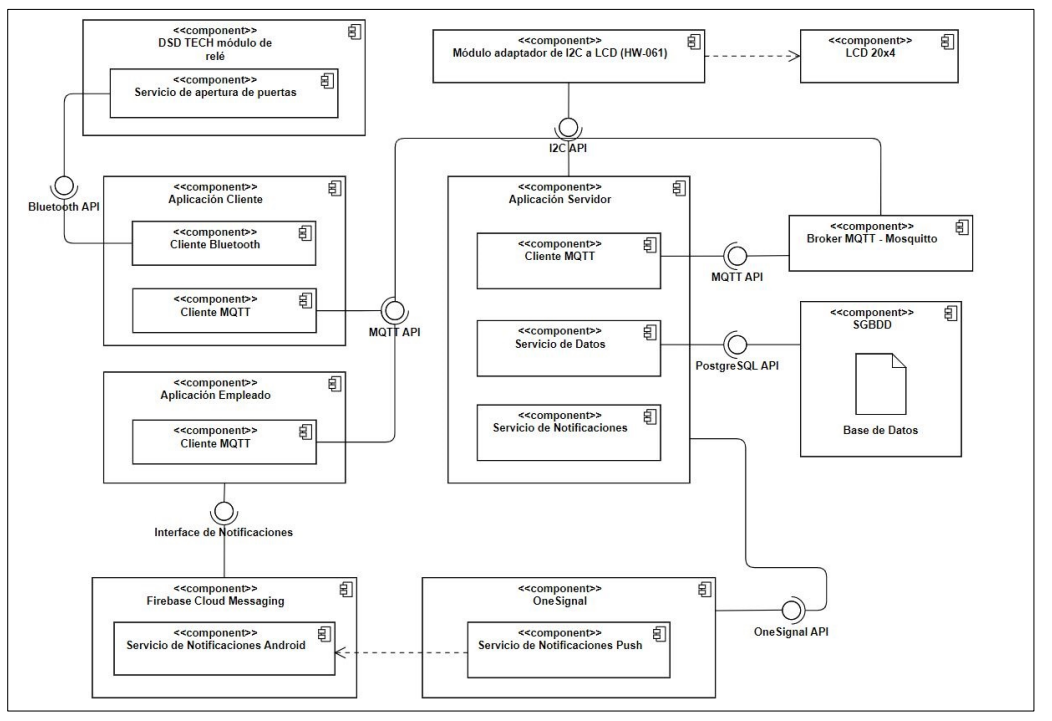 <<component>>
DSD TECH módulo de
relé
<<component>>
Servicio de apertura de puertas
<<component>>
Módulo adaptador de I2C a LCD (HW-061)
<<component>>
LCD 20x4
I2C API
Bluetooth API
<<component>>
Aplicación Cliente
<<component>>
Cliente Bluetooth
<<component>>
Cliente MQTT
MQTT API
<<component>>
Aplicación Servidor
<<component>>
Cliente MQTT
<<component>>
Servicio de Datos
<<component>>
Servicio de Notificaciones
<<component>>
Broker MQTT - Mosquitto
MQTT API
<<component>>
SGBDD
Base de Datos
PostgreSQL API
<<component>>
Aplicación Empleado
<<component>>
Cliente MQTT
Interface de Notificaciones
<<component>>
Firebase Cloud Messaging
<<component>>
Servicio de Notificaciones Android
<<component>>
OneSignal
<<component>>
Servicio de Notificaciones Push
OneSignal API